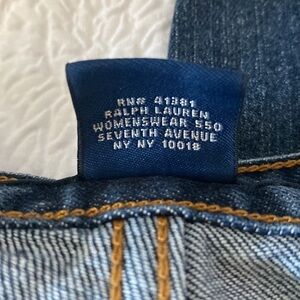 RN# 41381
RALPH LAUREN
WOMENSWEAR 550
SEVENTH AVENUE
NY NY 10018